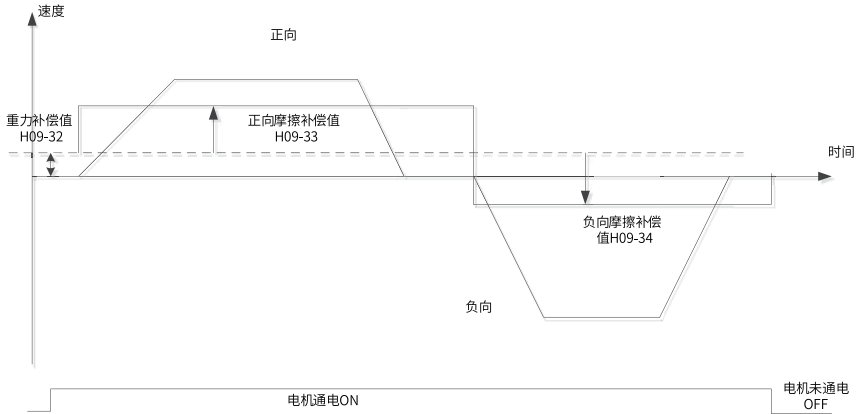 速度
正向
重力补偿值
H09-32
正向摩擦补偿值
H09-33
时间
负向摩擦补偿
值H09-34
负向
电机通电ON
电机未通电
OFF